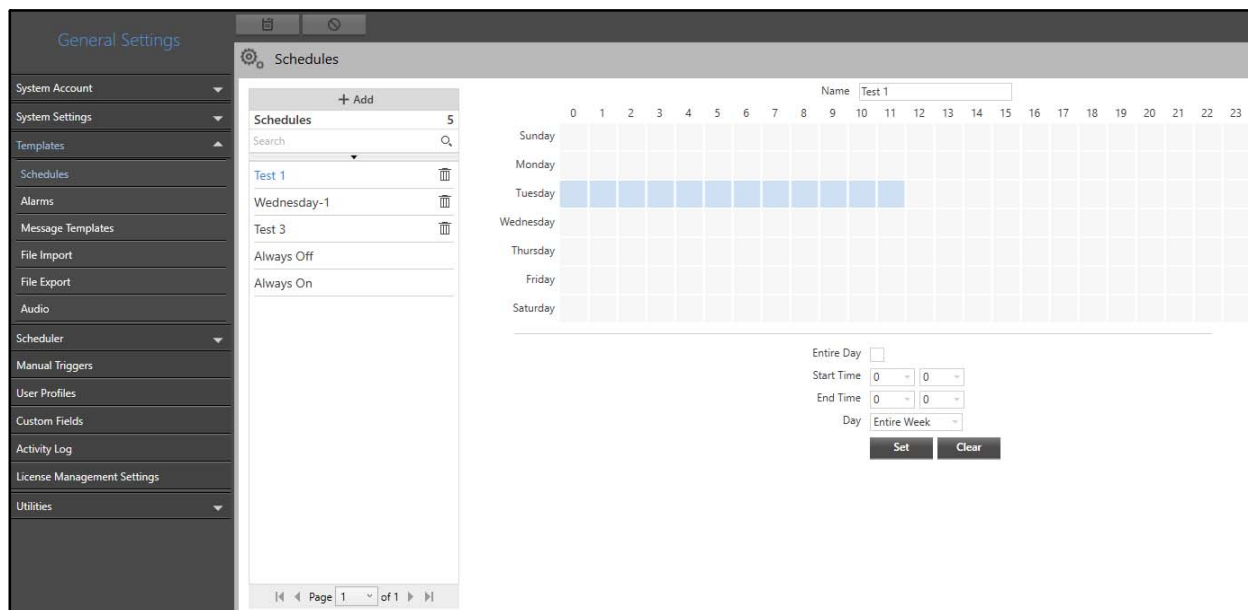 General Settings
System Account
System Settings
Templates
Schedules
Alarms
Message Templates
File Import
File Export
Audio
Scheduler
Manual Triggers
User Profiles
Custom Fields
Activity Log
License Management Settings
Utilities
Schedules
+ Add
Schedules 5
Search
Test 1
Wednesday-1
Test 3
Always Off
Always On
Page 1 of 1
Name Test 1
0 1 2 3 4 5 6 7 8 9 10 11 12 13 14 15 16 17 18 19 20 21 22 23
Sunday
Monday
Tuesday
Wednesday
Thursday
Friday
Saturday
Entire Day
Start Time 0 0
End Time 0 0
Day Entire Week
Set Clear